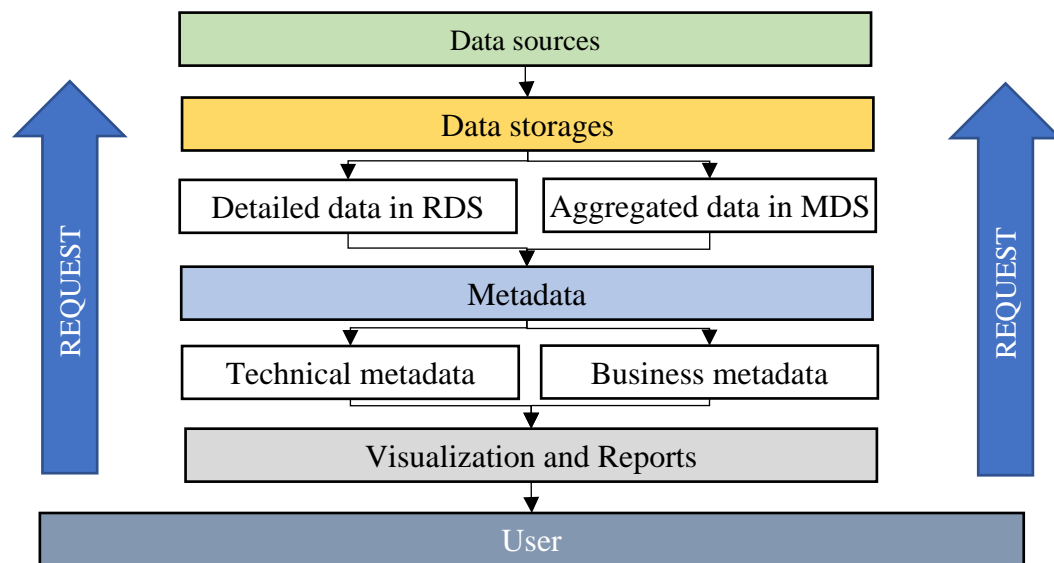 Data sources
Data storages
Detailed data in RDS
Aggregated data in MDS
Metadata
Technical metadata
Business metadata
Visualization and Reports
User
REQUEST
REQUEST